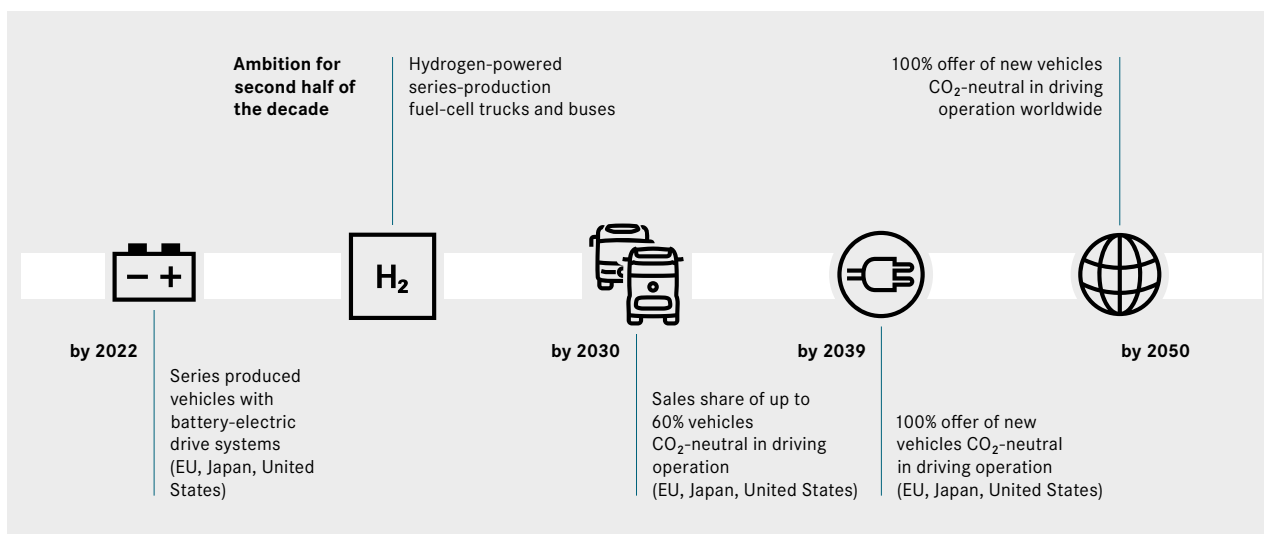 Ambition for
second half of
the decade
Hydrogen-powered
series-production
fuel-cell trucks and buses
100% offer of new vehicles
CO₂-neutral in driving
operation worldwide
− +
H₂
by 2022
Series produced
vehicles with
battery-electric
drive systems
(EU, Japan, United
States)
by 2030
Sales share of up to
60% vehicles
CO₂-neutral in driving
operation
(EU, Japan, United States)
by 2039
100% offer of new
vehicles CO₂-neutral
in driving operation
(EU, Japan, United States)
by 2050